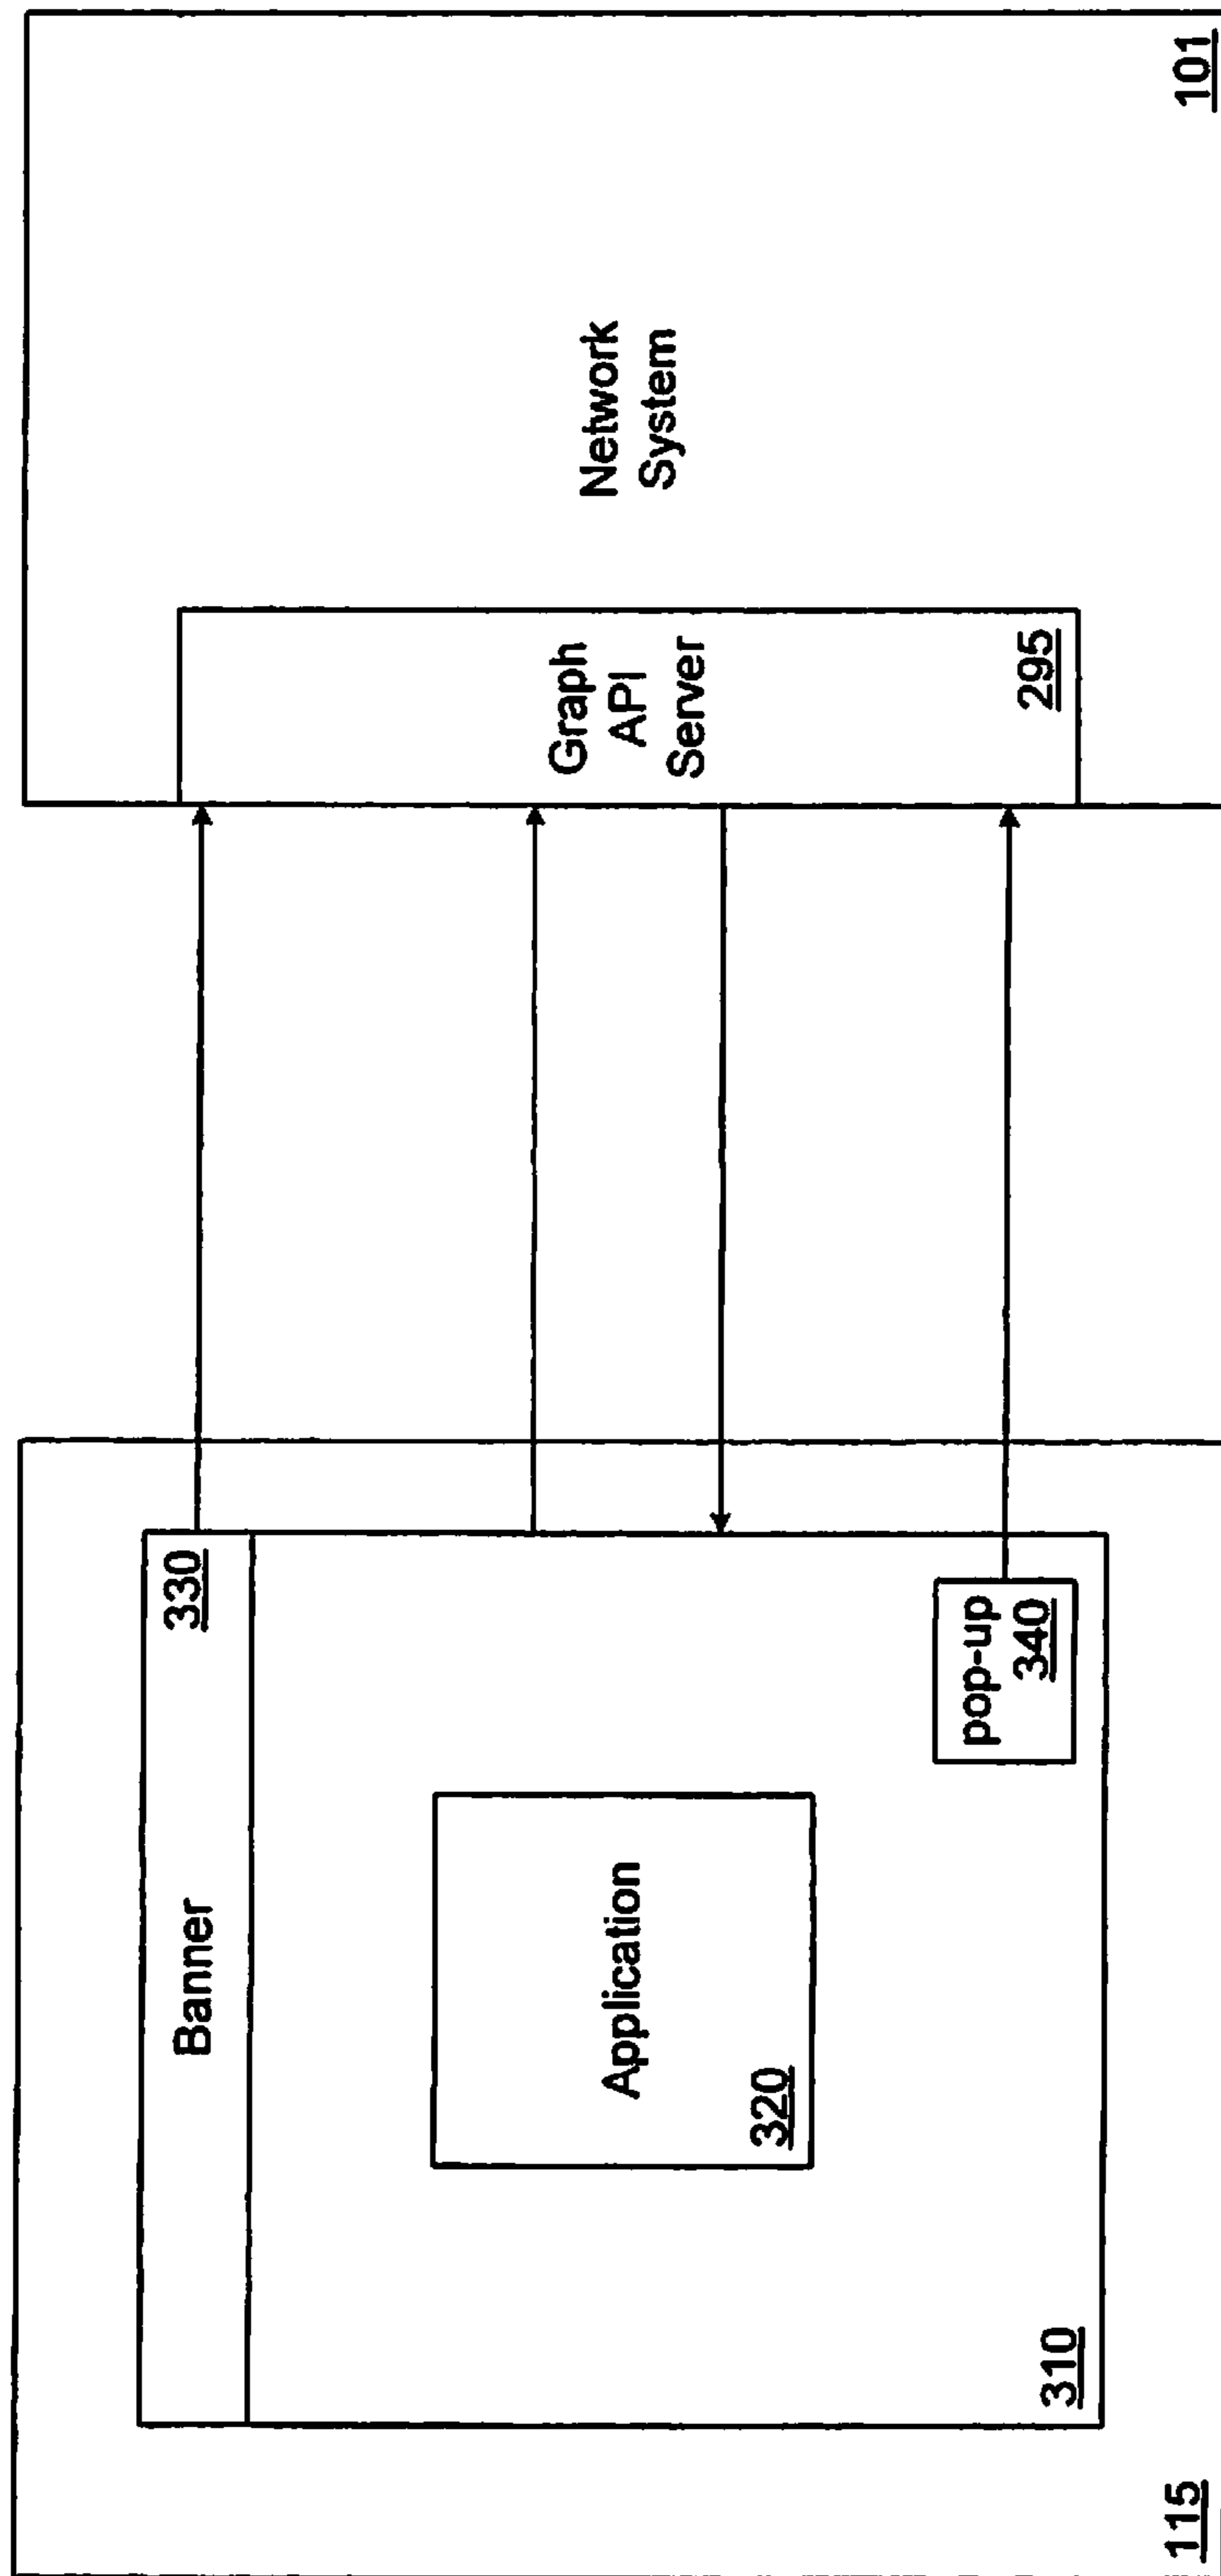 Banner
330
Application
320
pop-up
340
310
115
Graph
API
Server
295
Network
System
101